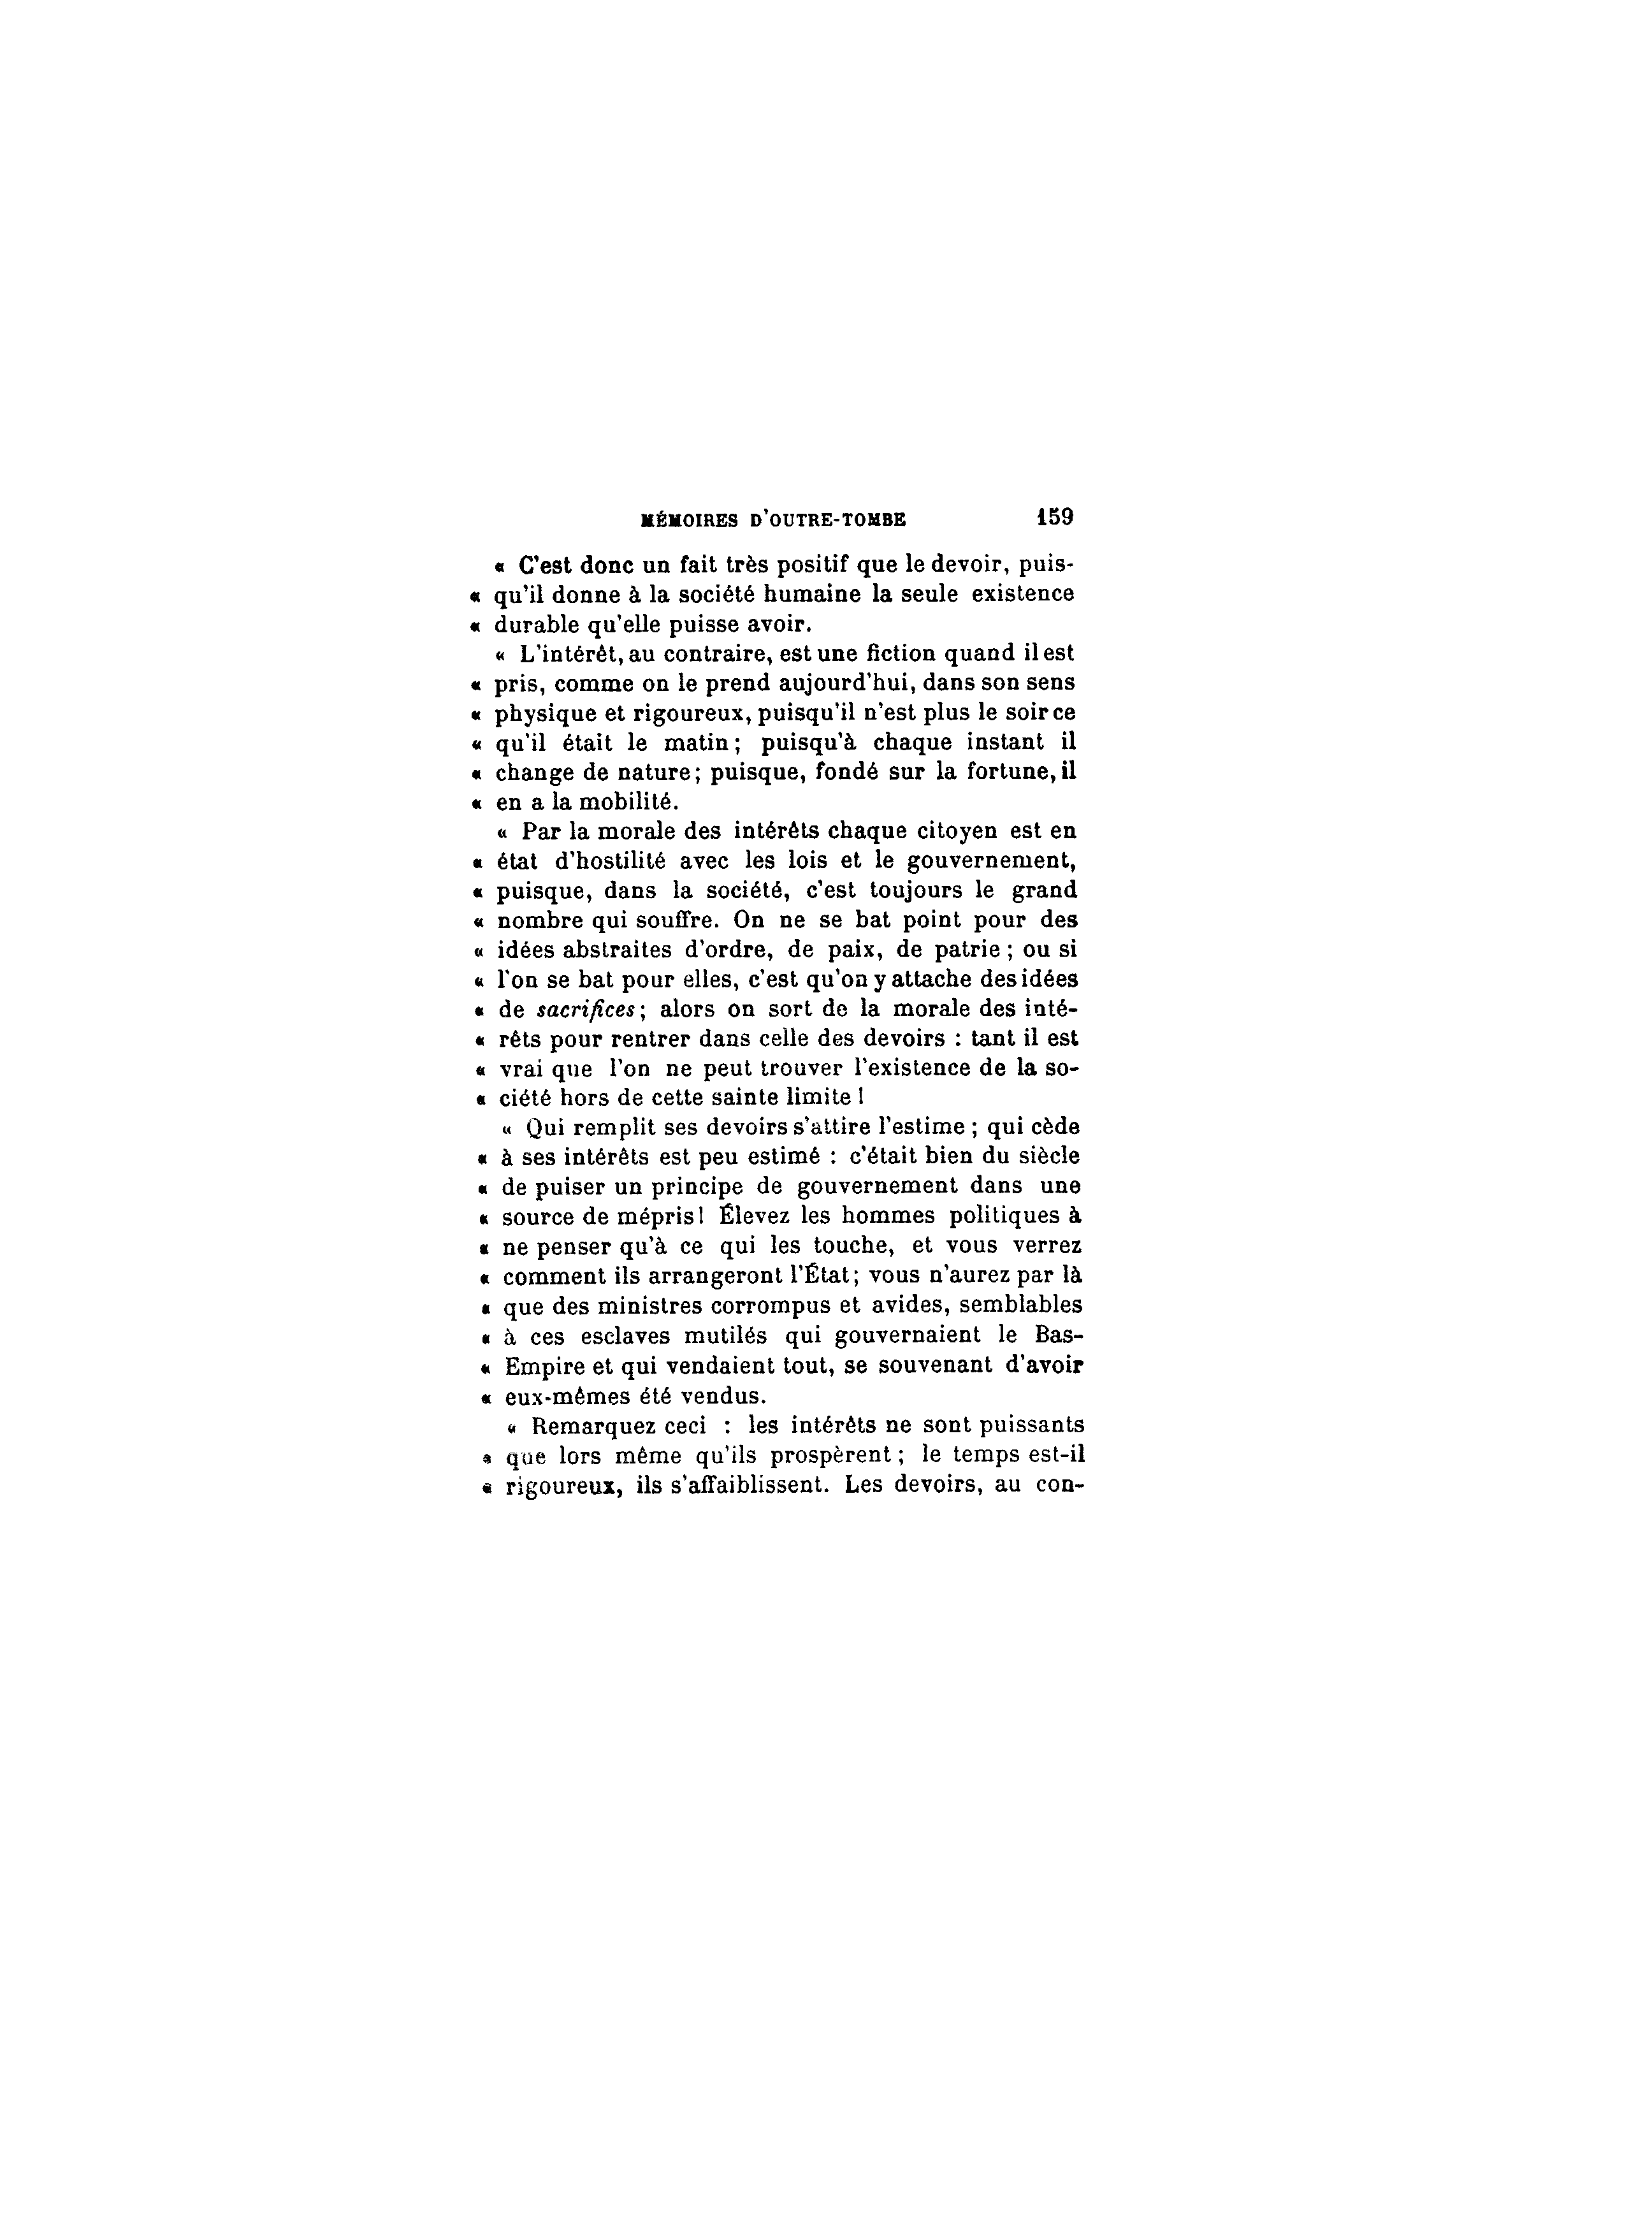 MÉMOIRES D'OUTRE-TOMBE 159
« C'est donc un fait très positif que le devoir, puis-
« qu'il donne à la société humaine la seule existence
« durable qu'elle puisse avoir.
« L'intérêt, au contraire, est une fiction quand il est
« pris, comme on le prend aujourd'hui, dans son sens
« physique et rigoureux, puisqu'il n'est plus le soir ce
« qu'il était le matin ; puisqu'à chaque instant il
« change de nature ; puisque, fondé sur la fortune, il
« en a la mobilité.
« Par la morale des intérêts chaque citoyen est en
« état d'hostilité avec les lois et le gouvernement,
« puisque, dans la société, c'est toujours le grand
« nombre qui souffre. On ne se bat point pour des
« idées abstraites d'ordre, de paix, de patrie ; ou si
« l'on se bat pour elles, c'est qu'on y attache des idées
« de sacrifices ; alors on sort de la morale des inté-
« rêts pour rentrer dans celle des devoirs : tant il est
« vrai que l'on ne peut trouver l'existence de la so-
« ciété hors de cette sainte limite !
« Qui remplit ses devoirs s'attire l'estime ; qui cède
« à ses intérêts est peu estimé : c'était bien du siècle
« de puiser un principe de gouvernement dans une
« source de mépris! Élevez les hommes politiques à
« ne penser qu'à ce qui les touche, et vous verrez
« comment ils arrangeront l'État ; vous n'aurez par là
« que des ministres corrompus et avides, semblables
« à ces esclaves mutilés qui gouvernaient le Bas-
« Empire et qui vendaient tout, se souvenant d'avoir
« eux-mêmes été vendus.
« Remarquez ceci : les intérêts ne sont puissants
« que lors même qu'ils prospèrent ; le temps est-il
« rigoureux, ils s'affaiblissent. Les devoirs, au con-